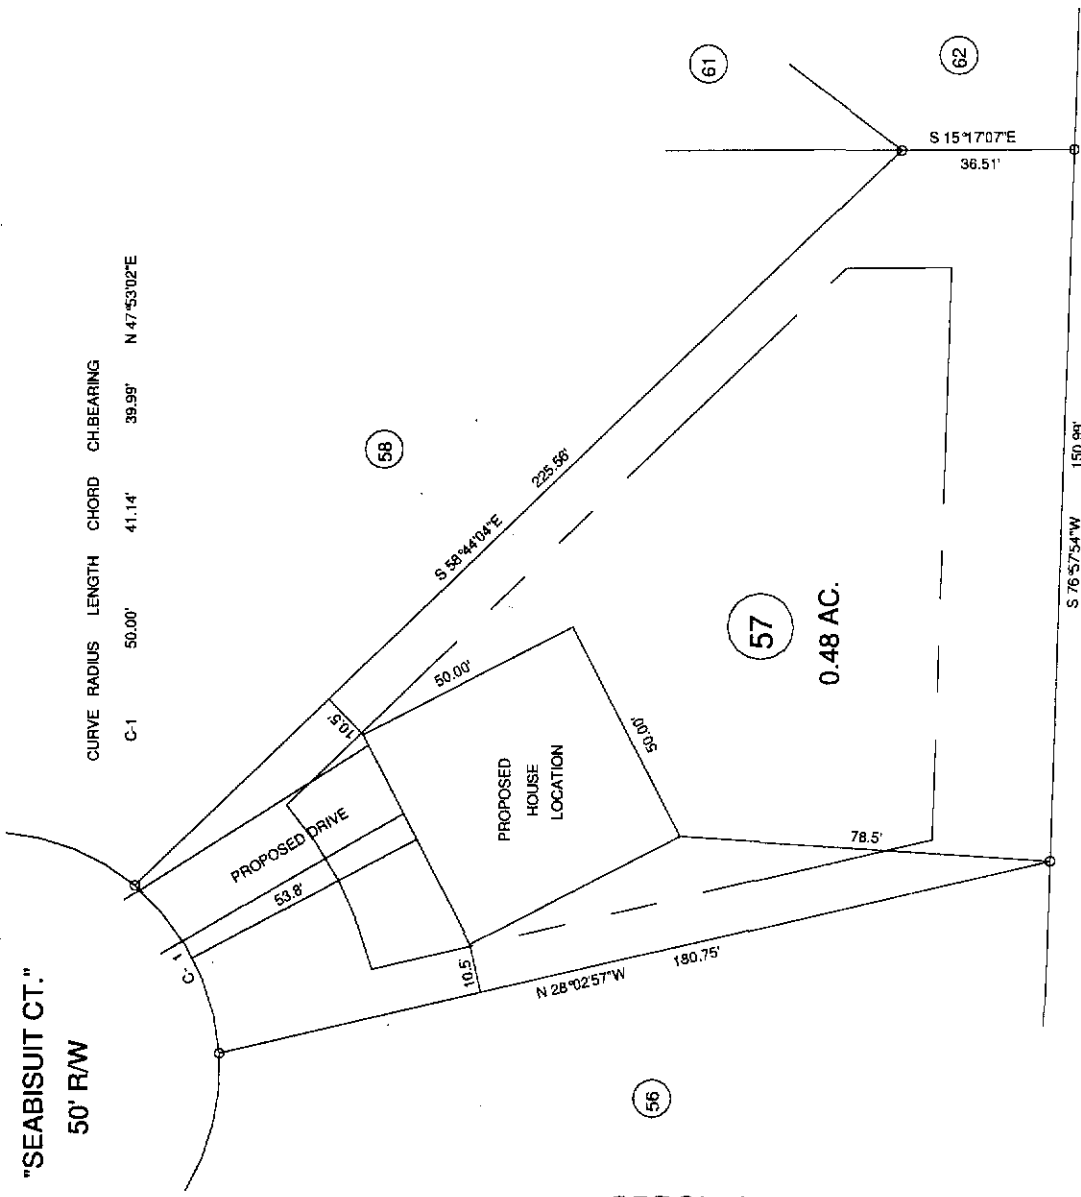 "SEABISUIT CT."
50' R/W
CURVE RADIUS LENGTH CHORD CH.BEARING
C-1 50.00' 41.14' 39.99' N 47°53'02"E
61
62
S 15°17'07"E
36.51'
58
S 58°44'04"E
225.56'
10.5'
50.00'
PROPOSED DRIVE
53.8'
C. 1
PROPOSED
HOUSE
LOCATION
50.00'
57
0.48 AC.
78.5'
10.5'
N 28°02'57"W
180.75'
56
S 76°57'54"W
150.99'